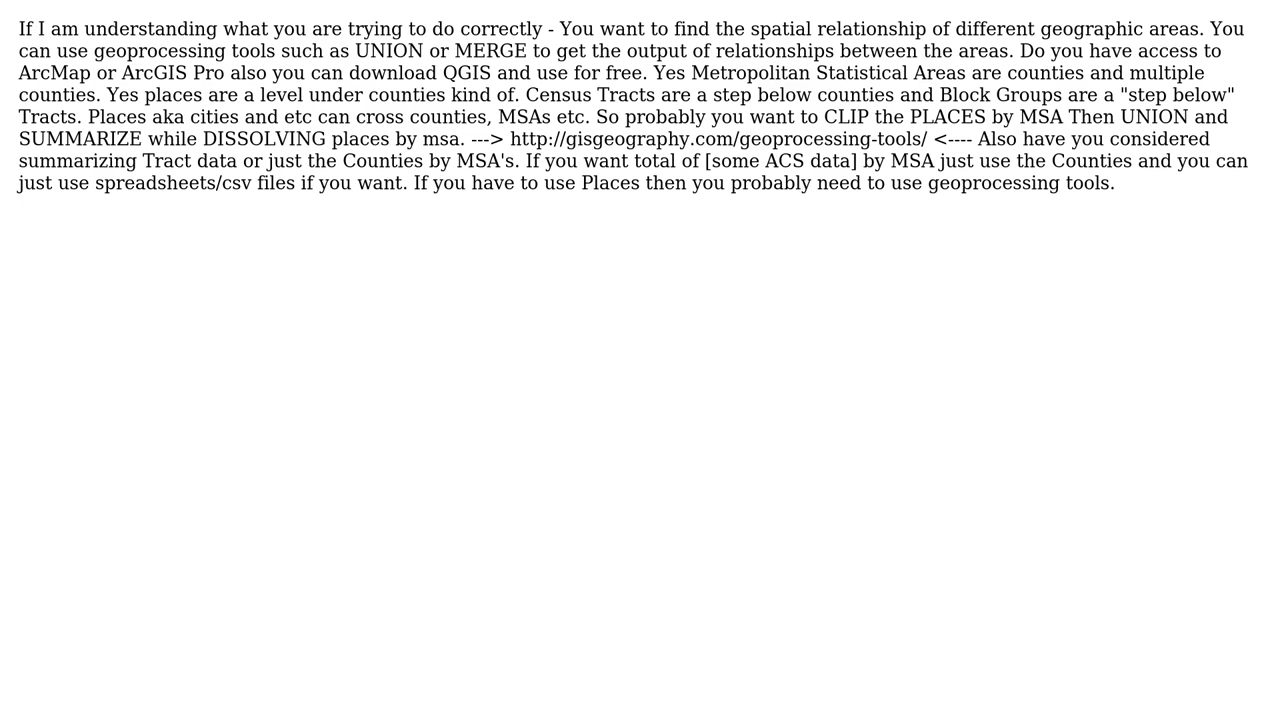 If I am understanding what you are trying to do correctly - You want to find the spatial relationship of different geographic areas. You
can use geoprocessing tools such as UNION or MERGE to get the output of relationships between the areas. Do you have access to
ArcMap or ArcGIS Pro also you can download QGIS and use for free. Yes Metropolitan Statistical Areas are counties and multiple
counties. Yes places are a level under counties kind of. Census Tracts are a step below counties and Block Groups are a "step below"
Tracts. Places aka cities and etc can cross counties, MSAs etc. So probably you want to CLIP the PLACES by MSA Then UNION and
SUMMARIZE while DISSOLVING places by msa. ---> http://gisgeography.com/geoprocessing-tools/ <---- Also have you considered
summarizing Tract data or just the Counties by MSA's. If you want total of [some ACS data] by MSA just use the Counties and you can
just use spreadsheets/csv files if you want. If you have to use Places then you probably need to use geoprocessing tools.